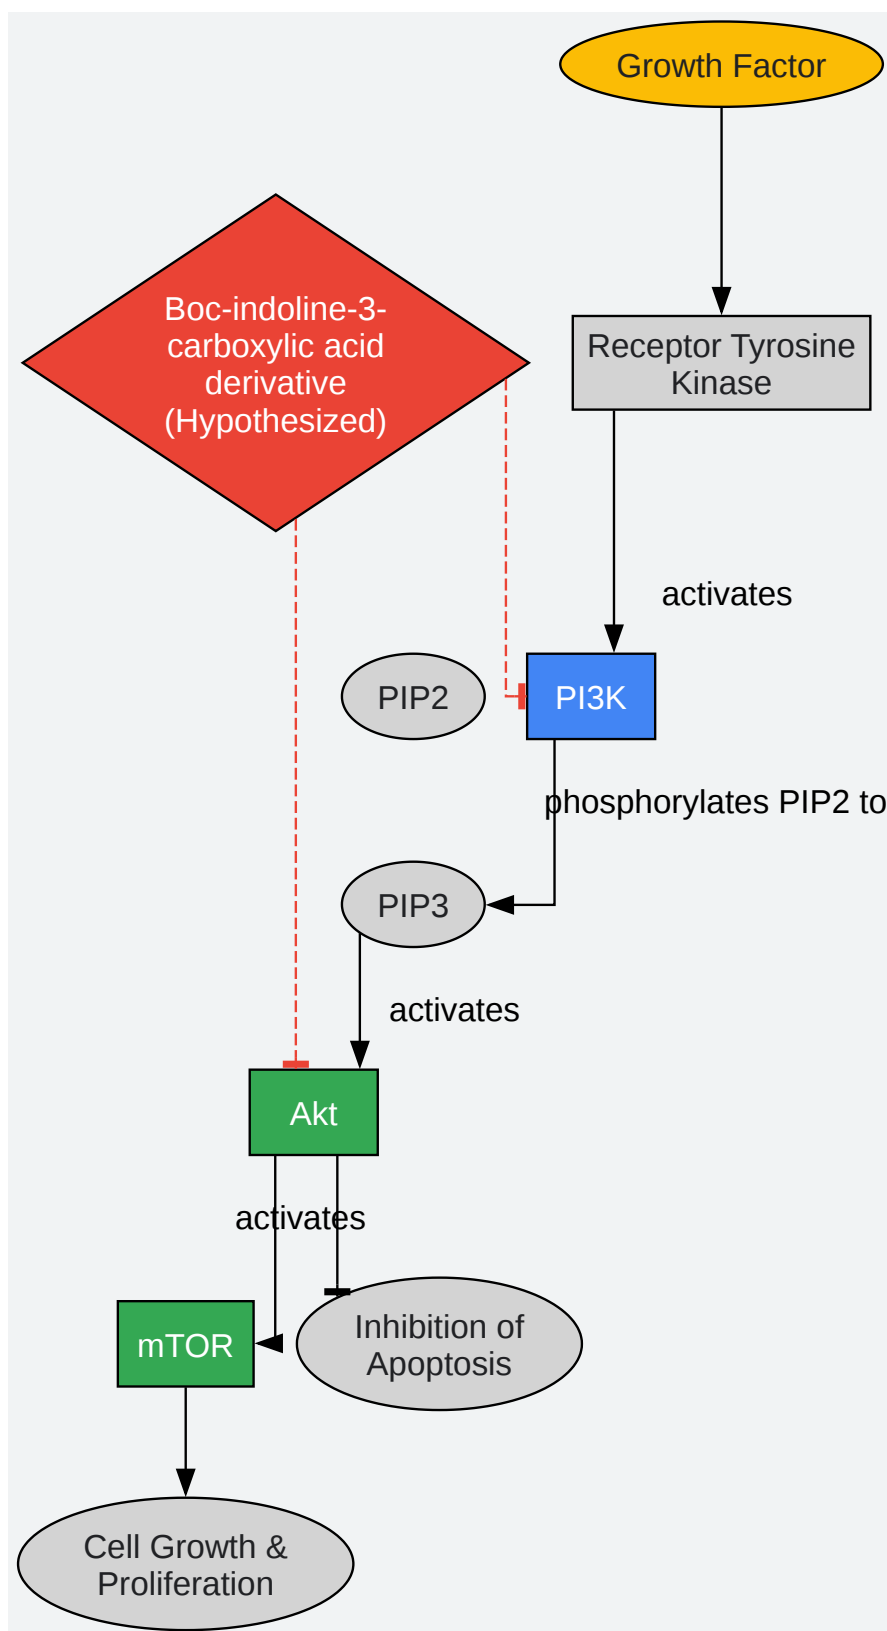 Growth Factor
Boc-indoline-3-
carboxylic acid
derivative
(Hypothesized)
Receptor Tyrosine
Kinase
activates
PIP2
PI3K
phosphorylates PIP2 to
PIP3
activates
Akt
activates
mTOR
Inhibition of
Apoptosis
Cell Growth &
Proliferation